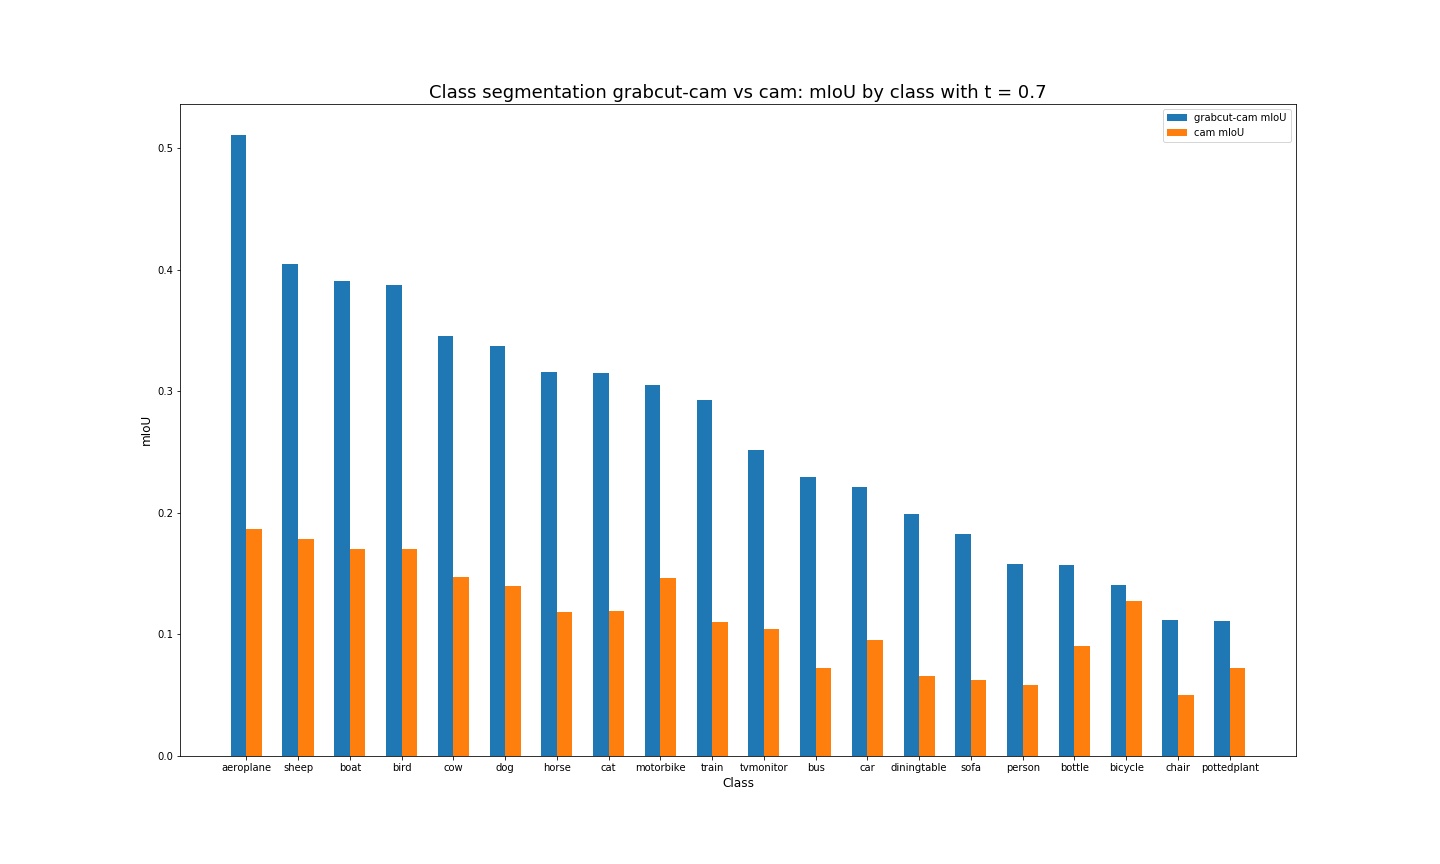 Class segmentation grabcut-cam vs cam: mIoU by class with t = 0.7
grabcut-cam mIoU
cam mIoU
0.5
0.4
0.3
0.2
0.1
0.0
mIoU
aeroplane sheep boat bird cow dog horse cat motorbike train tvmonitor bus car diningtable sofa person bottle bicycle chair pottedplant
Class